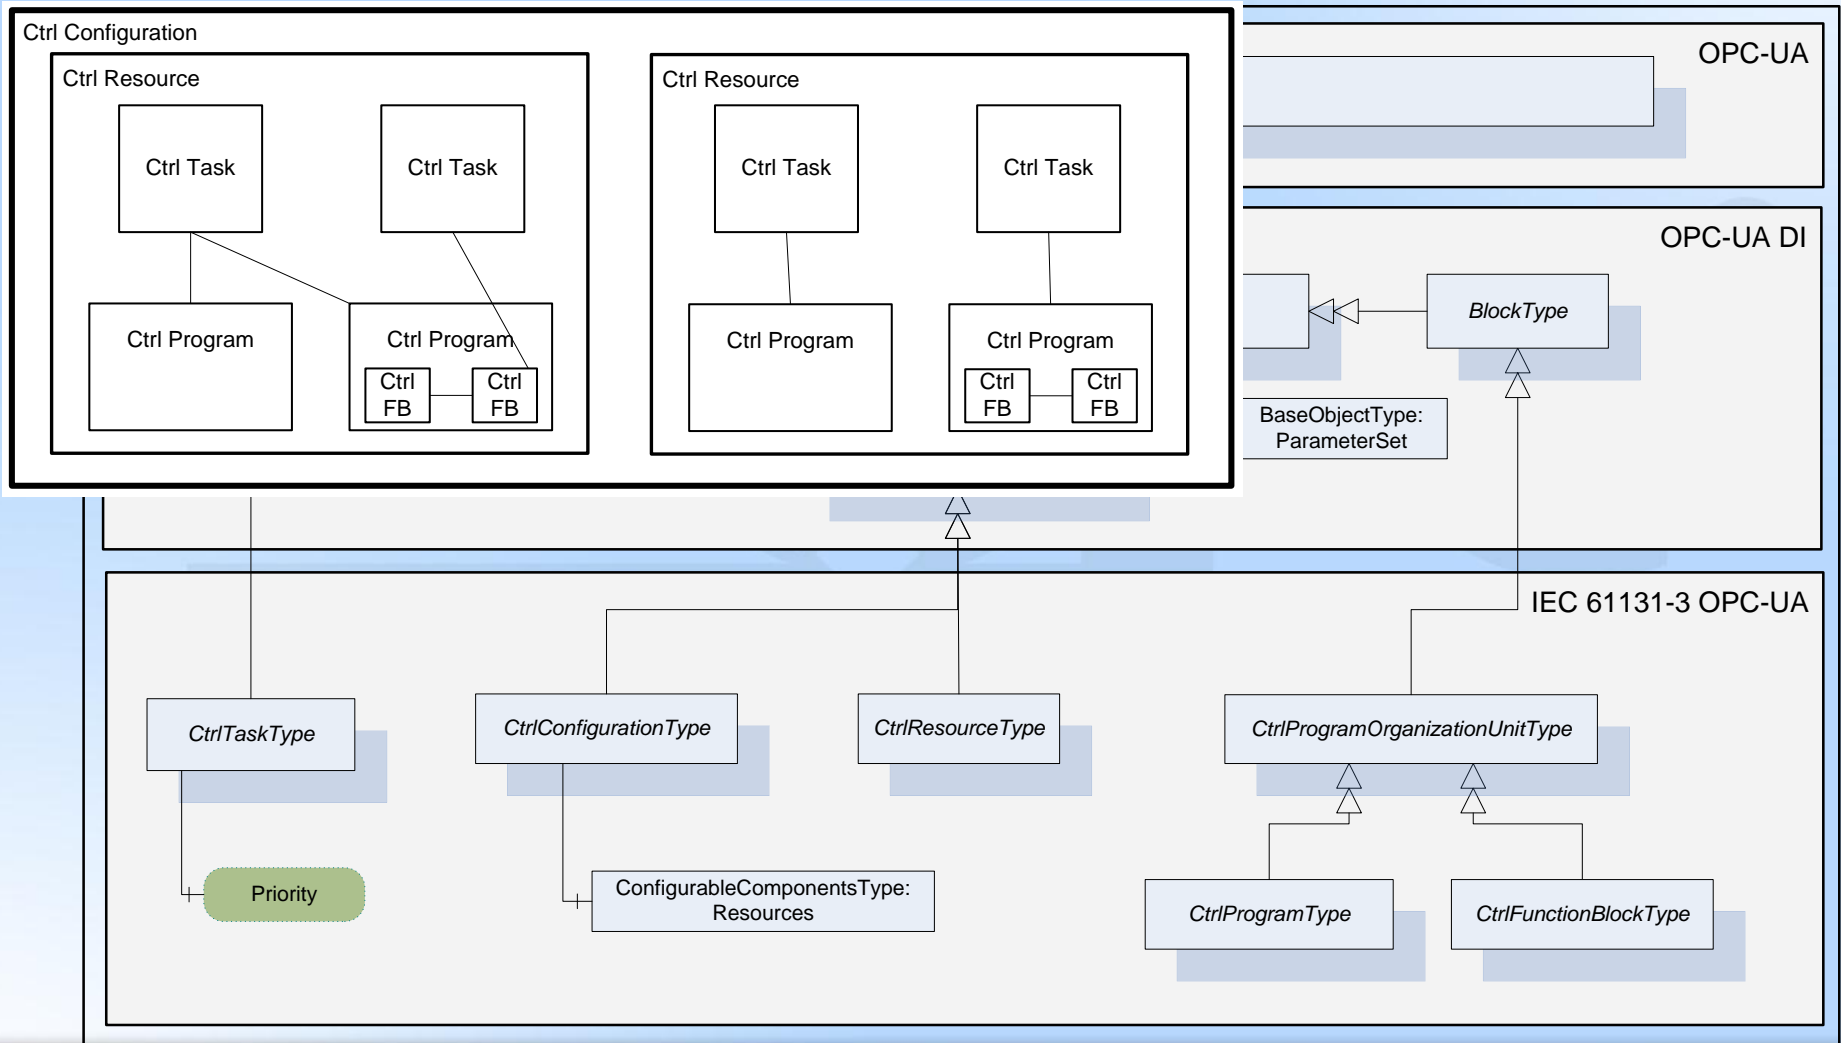 Ctrl Configuration
Ctrl Resource
Ctrl Task
Ctrl Task
Ctrl Program
Ctrl Program
Ctrl
FB
Ctrl
FB
Ctrl Resource
Ctrl Task
Ctrl Task
Ctrl Program
Ctrl Program
Ctrl
FB
Ctrl
FB
OPC-UA
OPC-UA DI
BlockType
BaseObjectType:
ParameterSet
IEC 61131-3 OPC-UA
CtrlTaskType
CtrlConfigurationType
CtrlResourceType
CtrlProgramOrganizationUnitType
Priority
ConfigurableComponentsType:
Resources
CtrlProgramType
CtrlFunctionBlockType